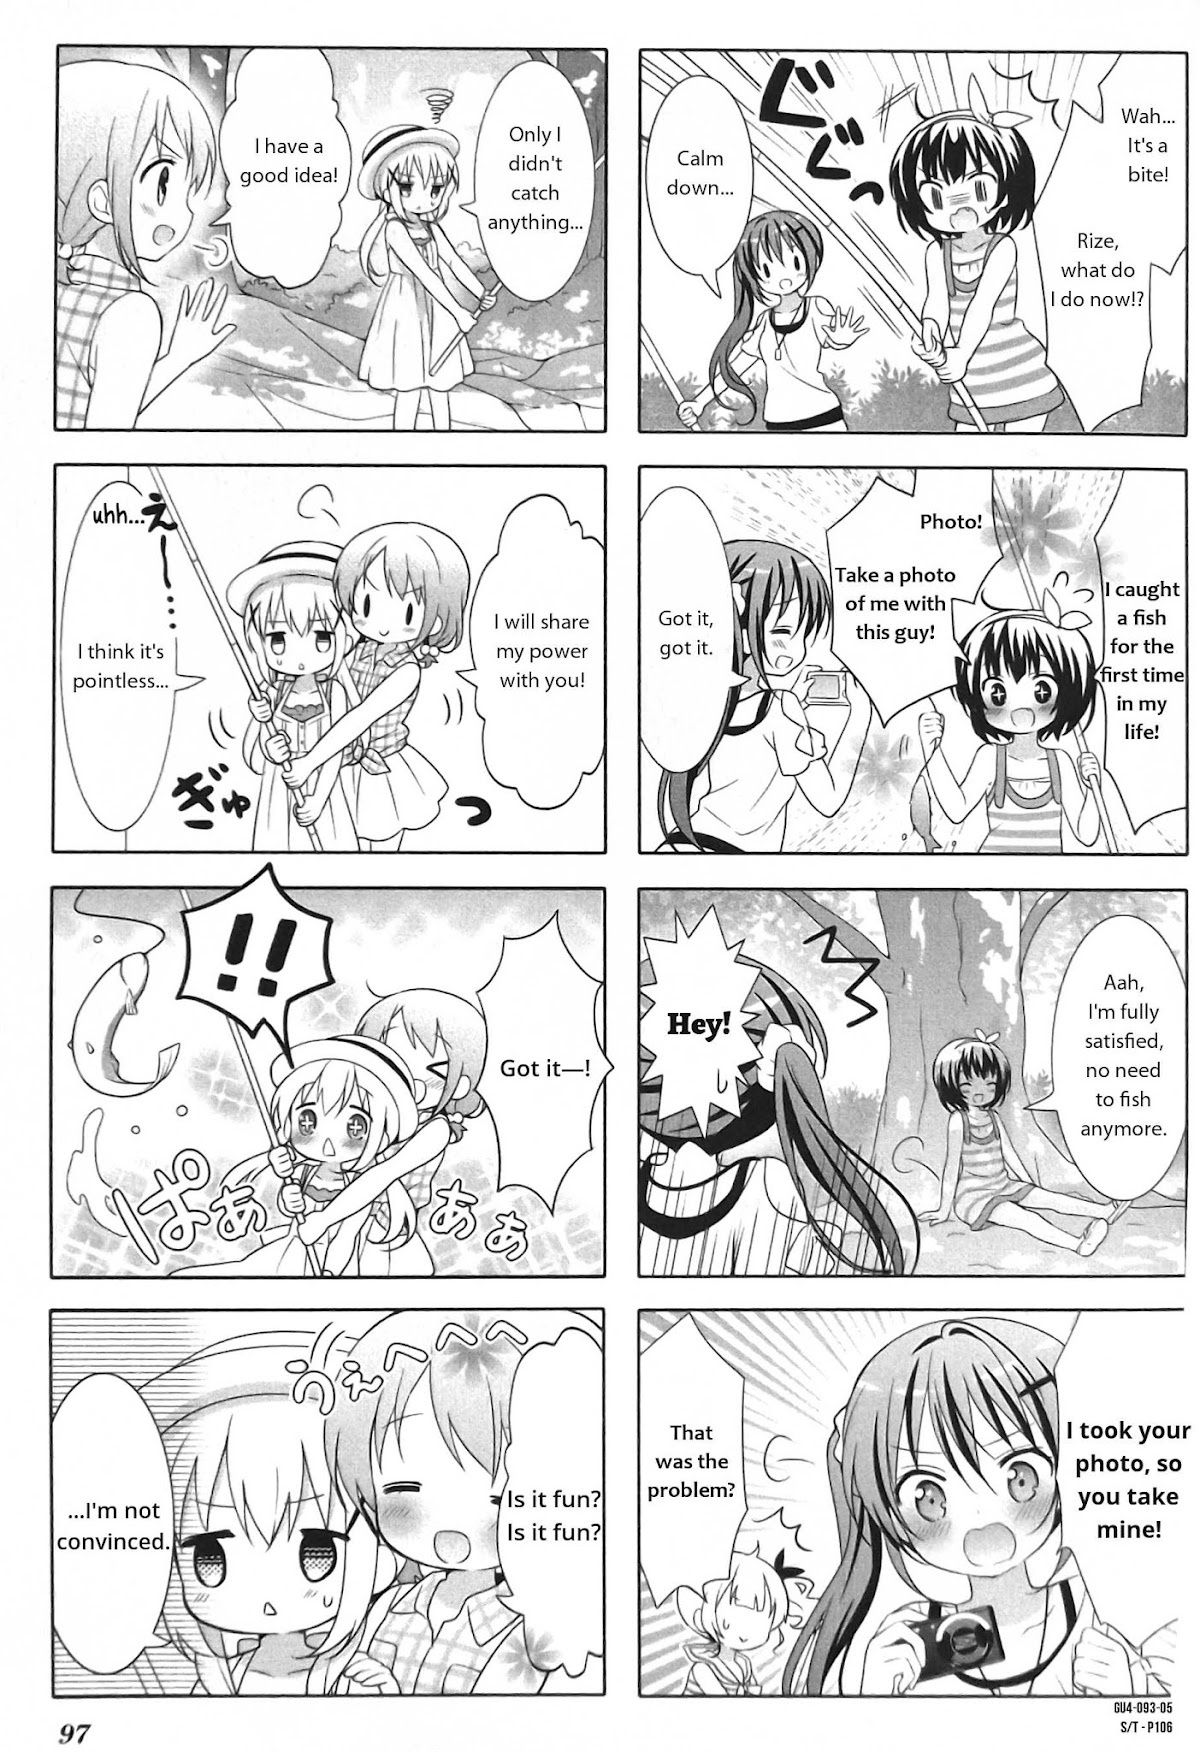 Wah...
It's a
bite!
Rize,
what do
I do now!?
ぐぐっ
Calm
down...
I caught
a fish
for the
first time
in my
life!
Photo!
Take a photo
of me with
this guy!
Got it,
got it.
Aah,
I'm fully
satisfied,
no need
to fish
anymore.
Hey!
I took your
photo, so
you take
mine!
That
was the
problem?
Only I
didn't
catch
anything...
I have a
good idea!
I will share
my power
with you!
uhh...
えー…
I think it's
pointless...
ぎゅっ
Got it—!
!!
ぱぁぁぁぁ
Is it fun?
Is it fun?
うぇへへへ
...I'm not
convinced.
97
GU4-093-05
S/T - P106